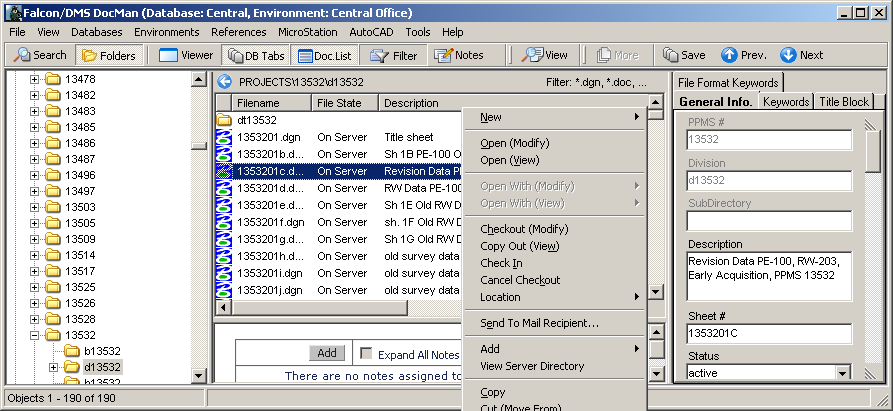 Falcon/DMS DocMan (Database: Central, Environment: Central Office)
File View Databases Environments References MicroStation AutoCAD Tools Help
Search Folders Viewer DB Tabs Doc.List Filter Notes View More Save Prev. Next
13478
13482
13483
13485
13486
13487
13496
13497
13503
13505
13509
13514
13517
13525
13526
13528
13532
b13532
d13532
h13532
PROJECTS\13532\d13532 Filter: *.dgn, *.doc, ...
Filename File State Description
dt13532
1353201.dgn On Server Title sheet
1353201b.d... On Server Sh 1B PE-100 O
1353201c.d... On Server Revision Data P
1353201d.d... On Server RW Data PE-100
1353201e.d... On Server Sh 1E Old RW D
1353201f.dgn On Server sh. 1F Old RW D
1353201g.d... On Server Sh 1G Old RW D
1353201h.d... On Server old survey data
1353201i.dgn On Server old survey data
1353201j.dgn On Server old survey data
Add Expand All Notes
There are no notes assigned to
New
Open (Modify)
Open (View)
Open With (Modify)
Open With (View)
Checkout (Modify)
Copy Out (View)
Check In
Cancel Checkout
Location
Send To Mail Recipient...
Add
View Server Directory
Copy
Cut (Move From)
File Format Keywords
General Info. Keywords Title Block
PPMS #
13532
Division
d13532
SubDirectory
Description
Revision Data PE-100, RW-203,
Early Acquisition, PPMS 13532
Sheet #
1353201C
Status
active
Objects 1 - 190 of 190